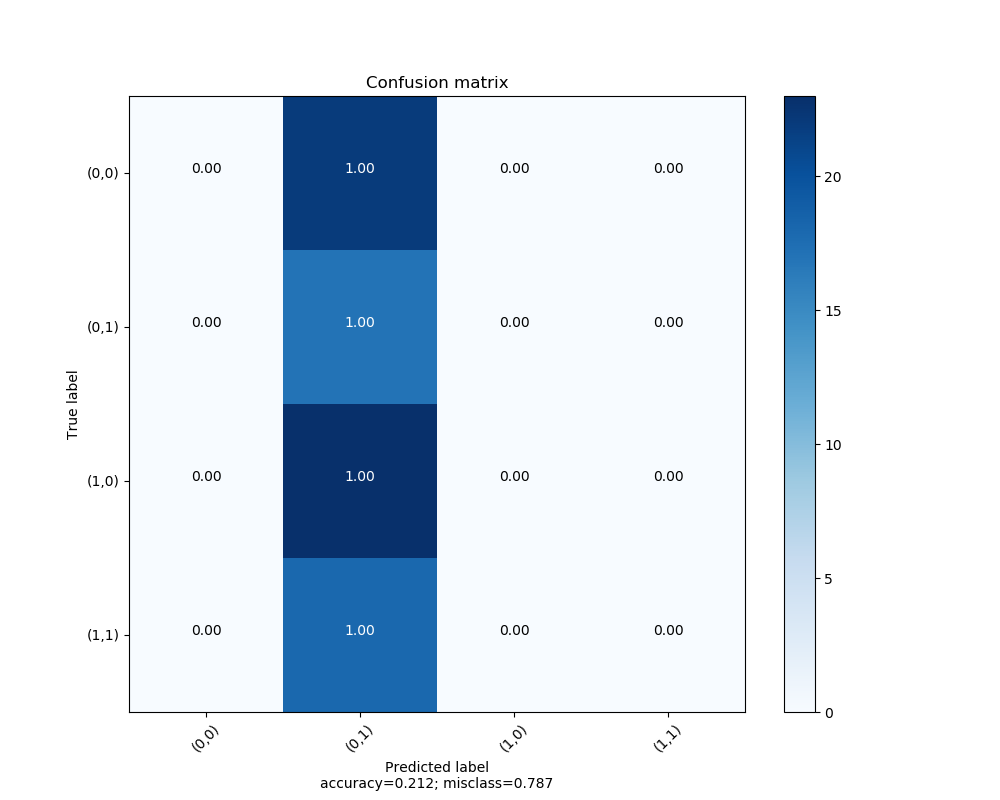 Confusion matrix
(0,0) 0.00 1.00 0.00 0.00
(0,1) 0.00 1.00 0.00 0.00
(1,0) 0.00 1.00 0.00 0.00
(1,1) 0.00 1.00 0.00 0.00
True label
(0,0) (0,1) (1,0) (1,1)
Predicted label
accuracy=0.212; misclass=0.787
20
15
10
5
0